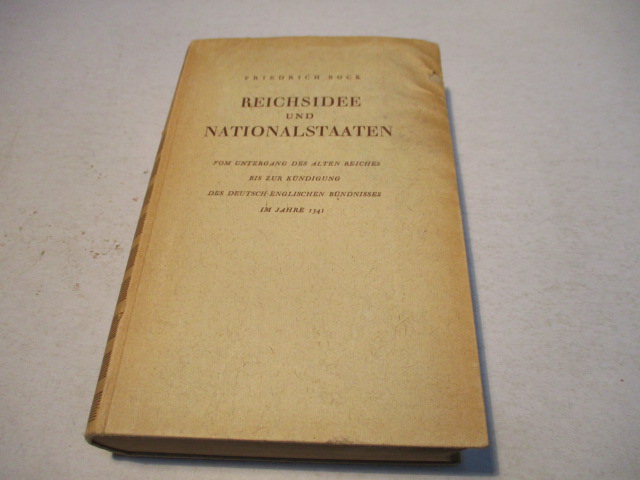 FRIEDRICH BOCK
REICHSIDEE
UND
NATIONALSTAATEN
VOM UNTERGANG DES ALTEN REICHES
BIS ZUR KÜNDIGUNG
DES DEUTSCH-ENGLISCHEN BÜNDNISSES
IM JAHRE 1341